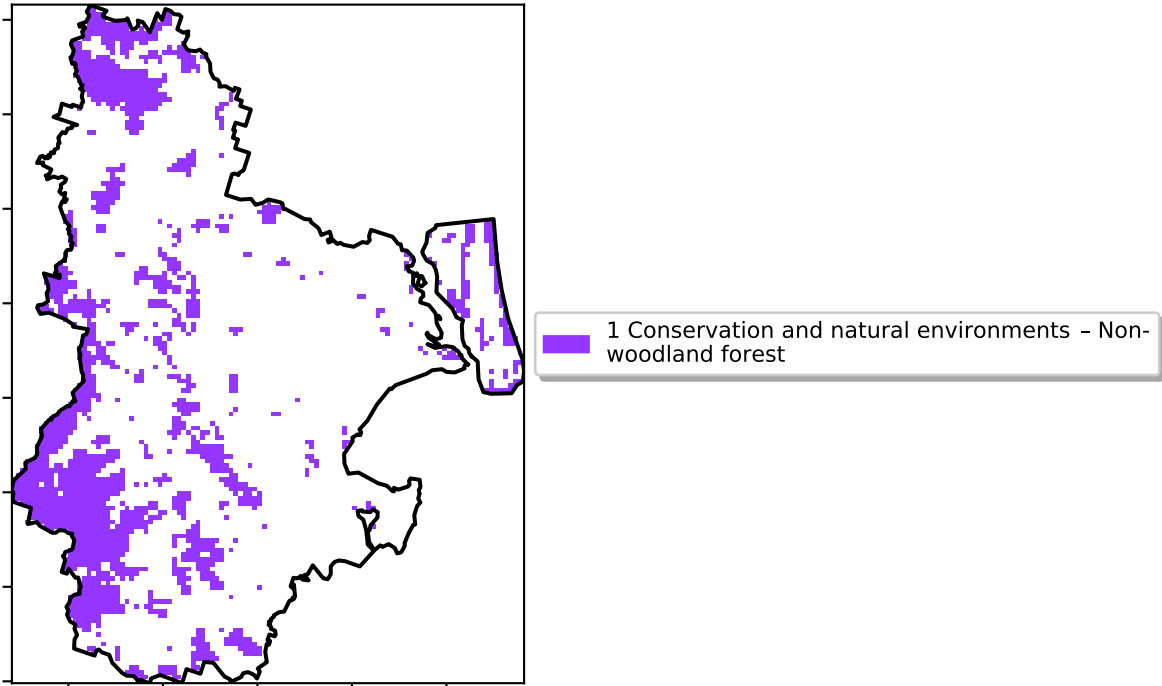 1 Conservation and natural environments – Non-
woodland forest